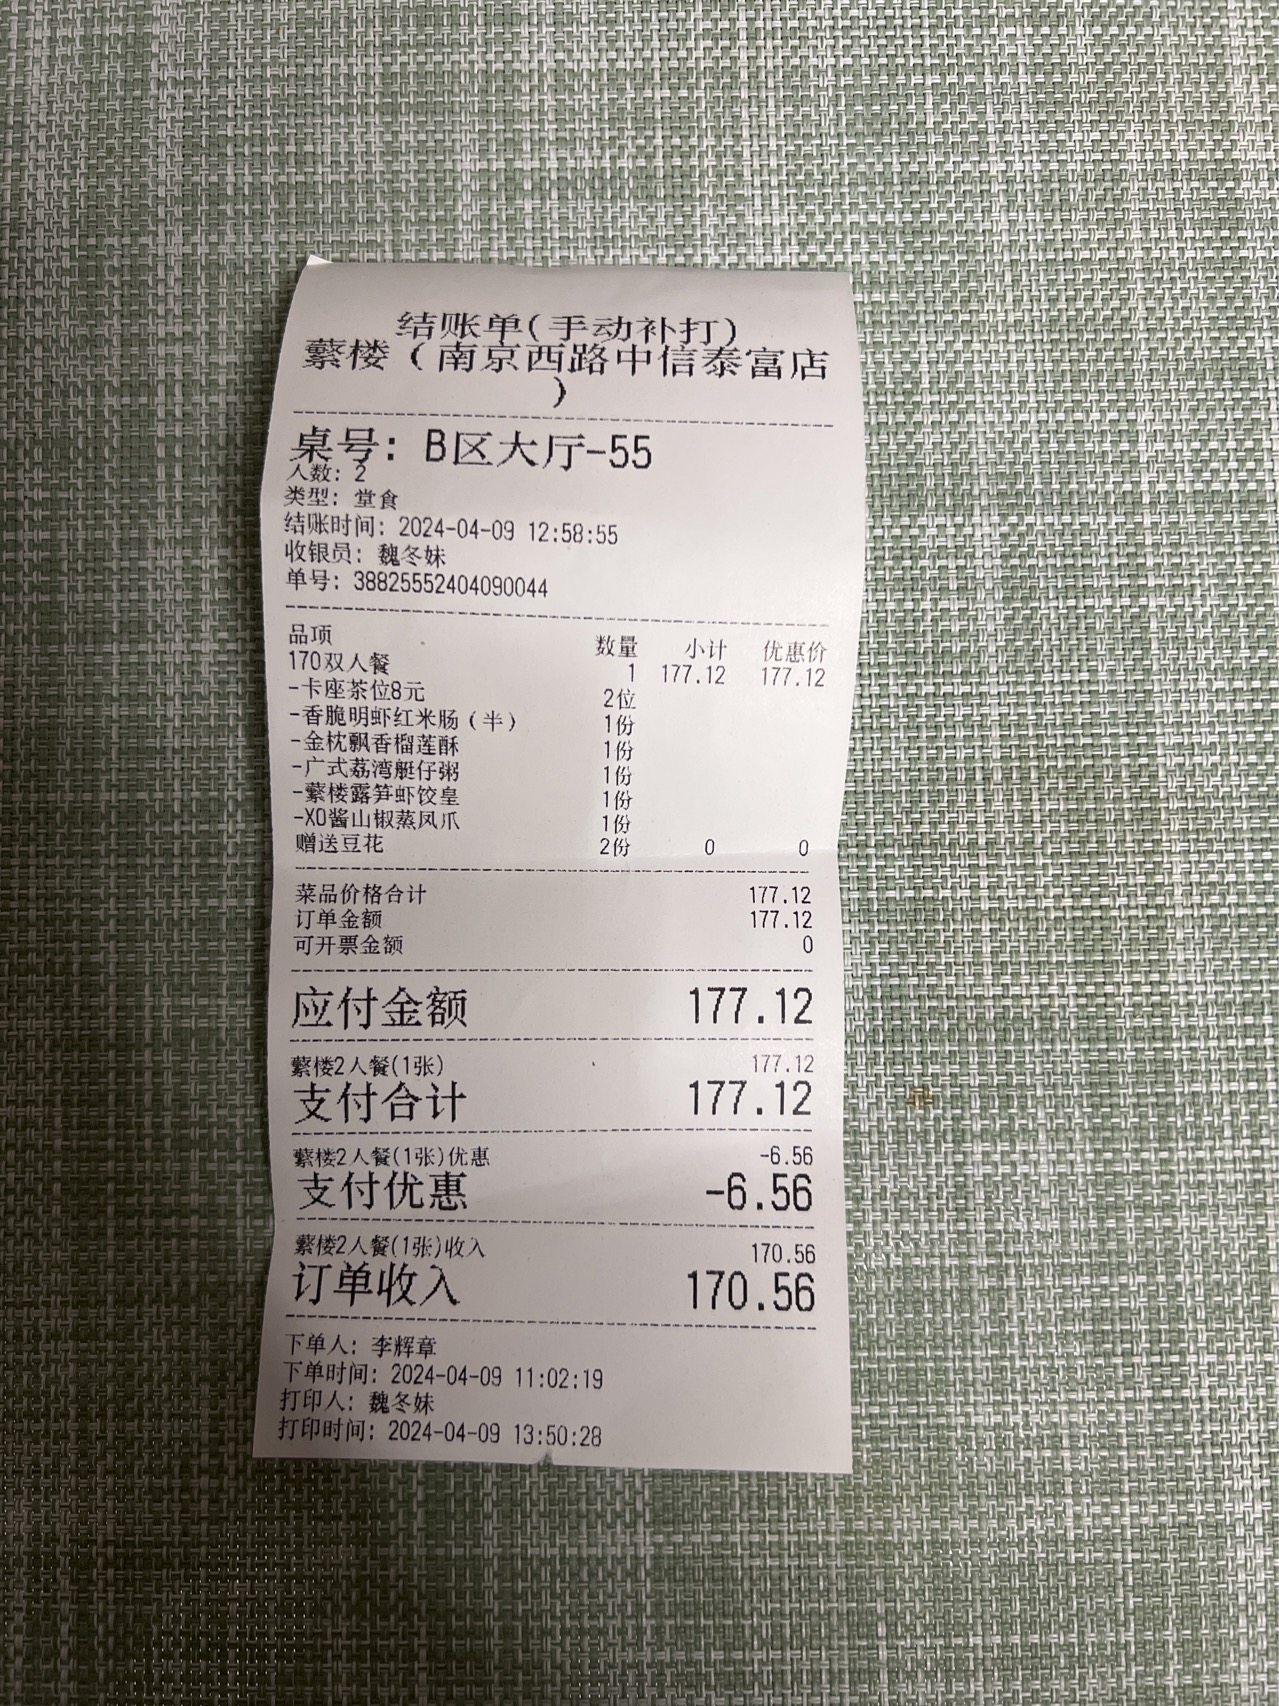 结账单(手动补打)
蘩楼（南京西路中信泰富店
）
桌号: B区大厅-55
人数: 2
类型: 堂食
结账时间: 2024-04-09 12:58:55
收银员: 魏冬妹
单号: 38825552404090044
品项 数量 小计 优惠价
170双人餐 1 177.12 177.12
-卡座茶位8元 2位
-香脆明虾红米肠（半） 1份
-金枕飘香榴莲酥 1份
-广式荔湾艇仔粥 1份
-蘩楼露笋虾饺皇 1份
-XO酱山椒蒸凤爪 1份
赠送豆花 2份 0 0
菜品价格合计 177.12
订单金额 177.12
可开票金额 0
应付金额 177.12
蘩楼2人餐(1张) 177.12
支付合计 177.12
蘩楼2人餐(1张)优惠 -6.56
支付优惠 -6.56
蘩楼2人餐(1张)收入 170.56
订单收入 170.56
下单人: 李辉章
下单时间: 2024-04-09 11:02:19
打印人: 魏冬妹
打印时间: 2024-04-09 13:50:28